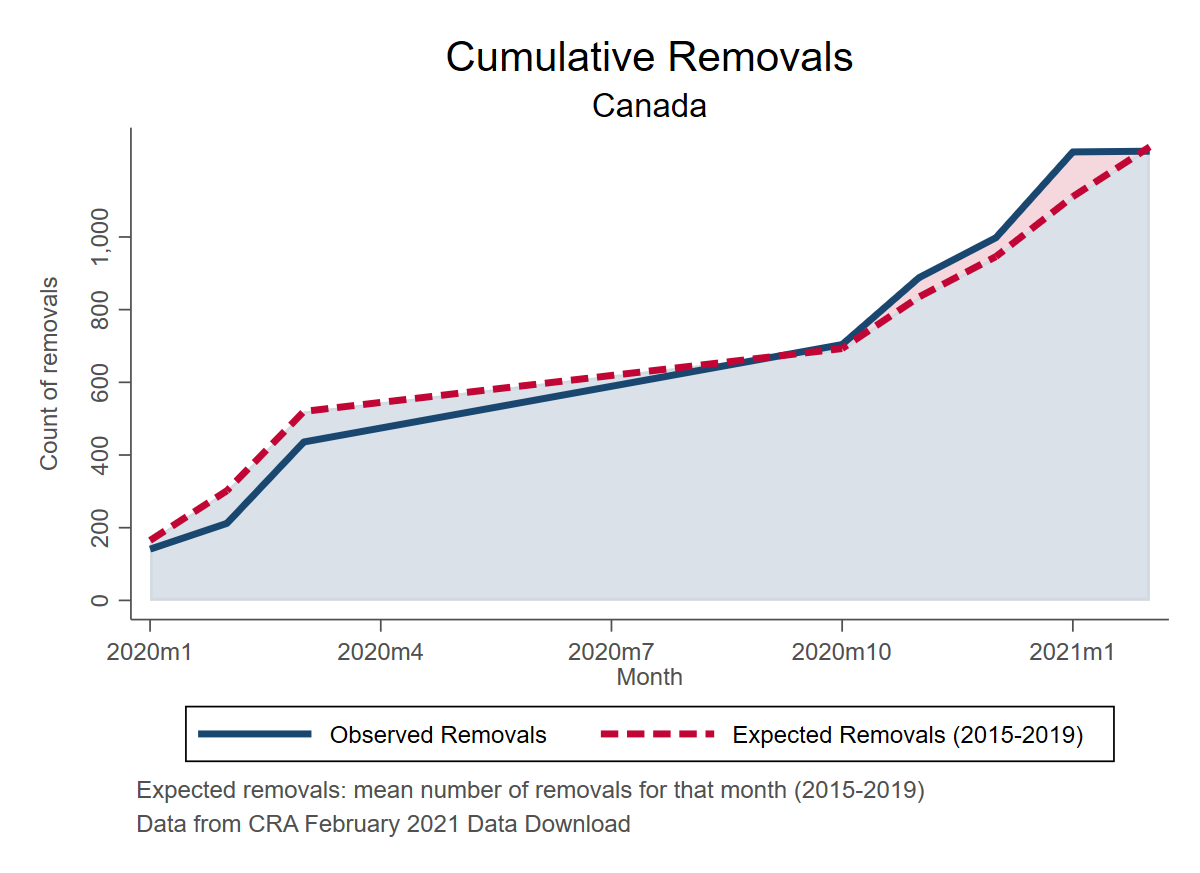 Cumulative Removals
Canada
Count of removals
1,000
800
600
400
200
0
2020m1 2020m4 2020m7 2020m10 2021m1
Month
Observed Removals Expected Removals (2015-2019)
Expected removals: mean number of removals for that month (2015-2019)
Data from CRA February 2021 Data Download